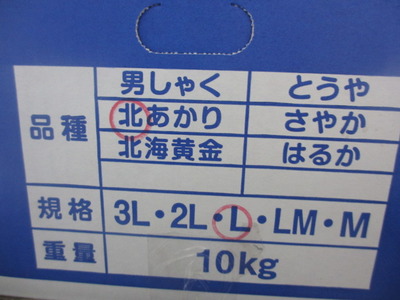 品種
男しゃく とうや
北あかり さやか
北海黄金 はるか
規格 3L・2L・L・LM・M
重量 10kg